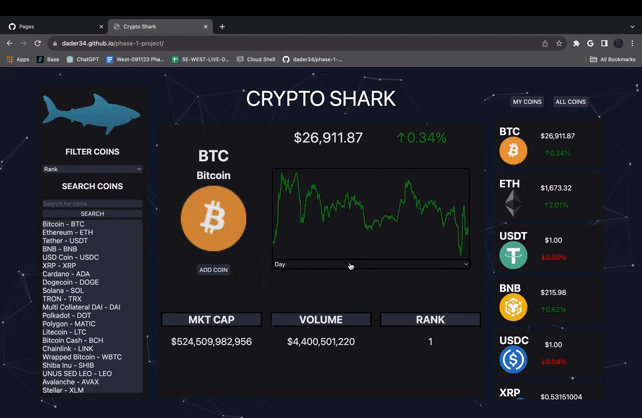 Pages
Crypto Shark
dader34.github.io/phase-1-project/
Apps
Base
ChatGPT
West-091123 Pha...
SE-WEST-LIVE-0...
Cloud Shell
dader34/phase-1-...
All Bookmarks
CRYPTO SHARK
MY COINS
ALL COINS
FILTER COINS
Rank
SEARCH COINS
Search for coins
SEARCH
Bitcoin - BTC
Ethereum - ETH
Tether - USDT
BNB - BNB
USD Coin - USDC
XRP - XRP
Cardano - ADA
Dogecoin - DOGE
Solana - SOL
TRON - TRX
Multi Collateral DAI - DAI
Polkadot - DOT
Polygon - MATIC
Litecoin - LTC
Bitcoin Cash - BCH
Chainlink - LINK
Wrapped Bitcoin - WBTC
Shiba Inu - SHIB
UNUS SED LEO - LEO
Avalanche - AVAX
Stellar - XLM
BTC
Bitcoin
ADD COIN
$26,911.87
↑0.34%
Day
MKT CAP
VOLUME
RANK
$524,509,982,956
$4,400,501,220
1
BTC
$26,911.87
↑0.34%
ETH
$1,673.32
↑2.01%
USDT
$1.00
BNB
$215.98
↑0.62%
USDC
$1.00
XRP
$0.53151004